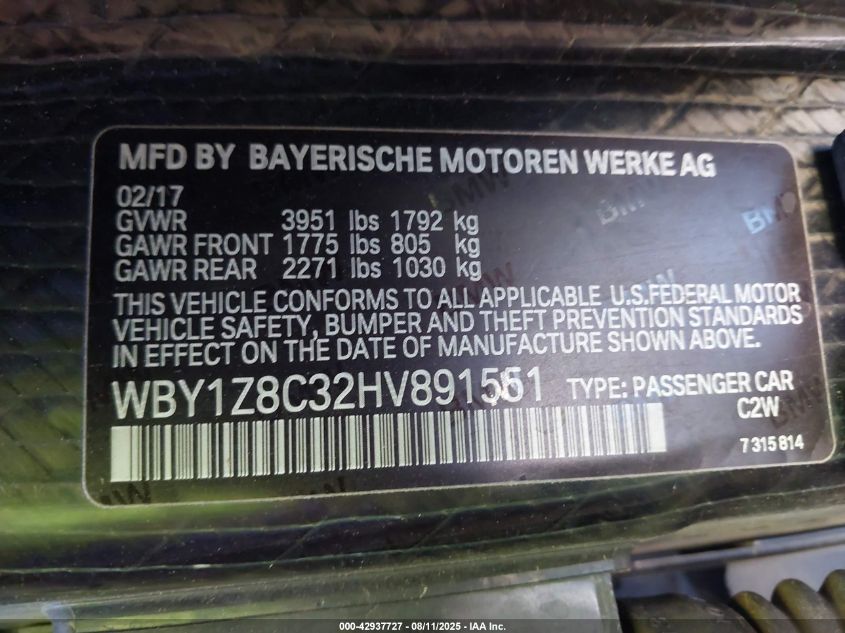 MFD BY BAYERISCHE MOTOREN WERKE AG
02/17
GVWR 3951 lbs 1792 kg
GAWR FRONT 1775 lbs 805 kg
GAWR REAR 2271 lbs 1030 kg
THIS VEHICLE CONFORMS TO ALL APPLICABLE U.S.FEDERAL MOTOR
VEHICLE SAFETY, BUMPER AND THEFT PREVENTION STANDARDS
IN EFFECT ON THE DATE OF MANUFACTURE SHOWN ABOVE.
WBY1Z8C32HV891551 TYPE: PASSENGER CAR
C2W
7 315 814
000-42937727 - 08/11/2025 - IAA Inc.